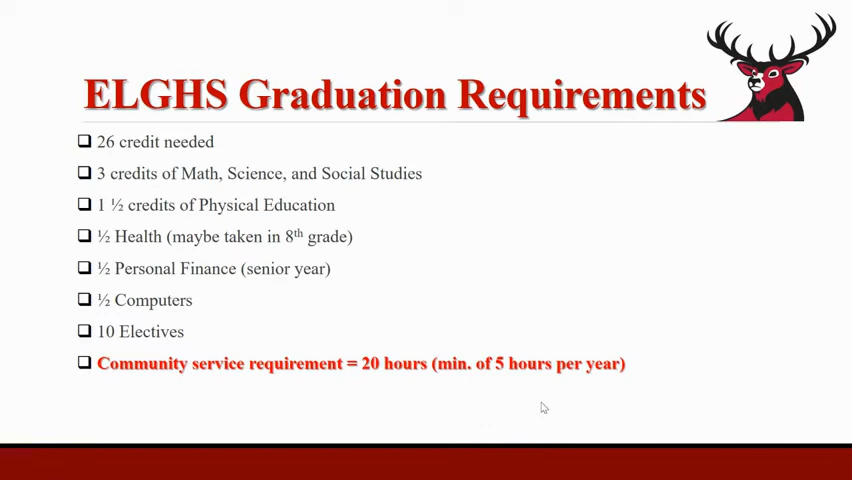 ELGHS Graduation Requirements
26 credit needed
3 credits of Math, Science, and Social Studies
1 ½ credits of Physical Education
½ Health (maybe taken in 8th grade)
½ Personal Finance (senior year)
½ Computers
10 Electives
Community service requirement = 20 hours (min. of 5 hours per year)